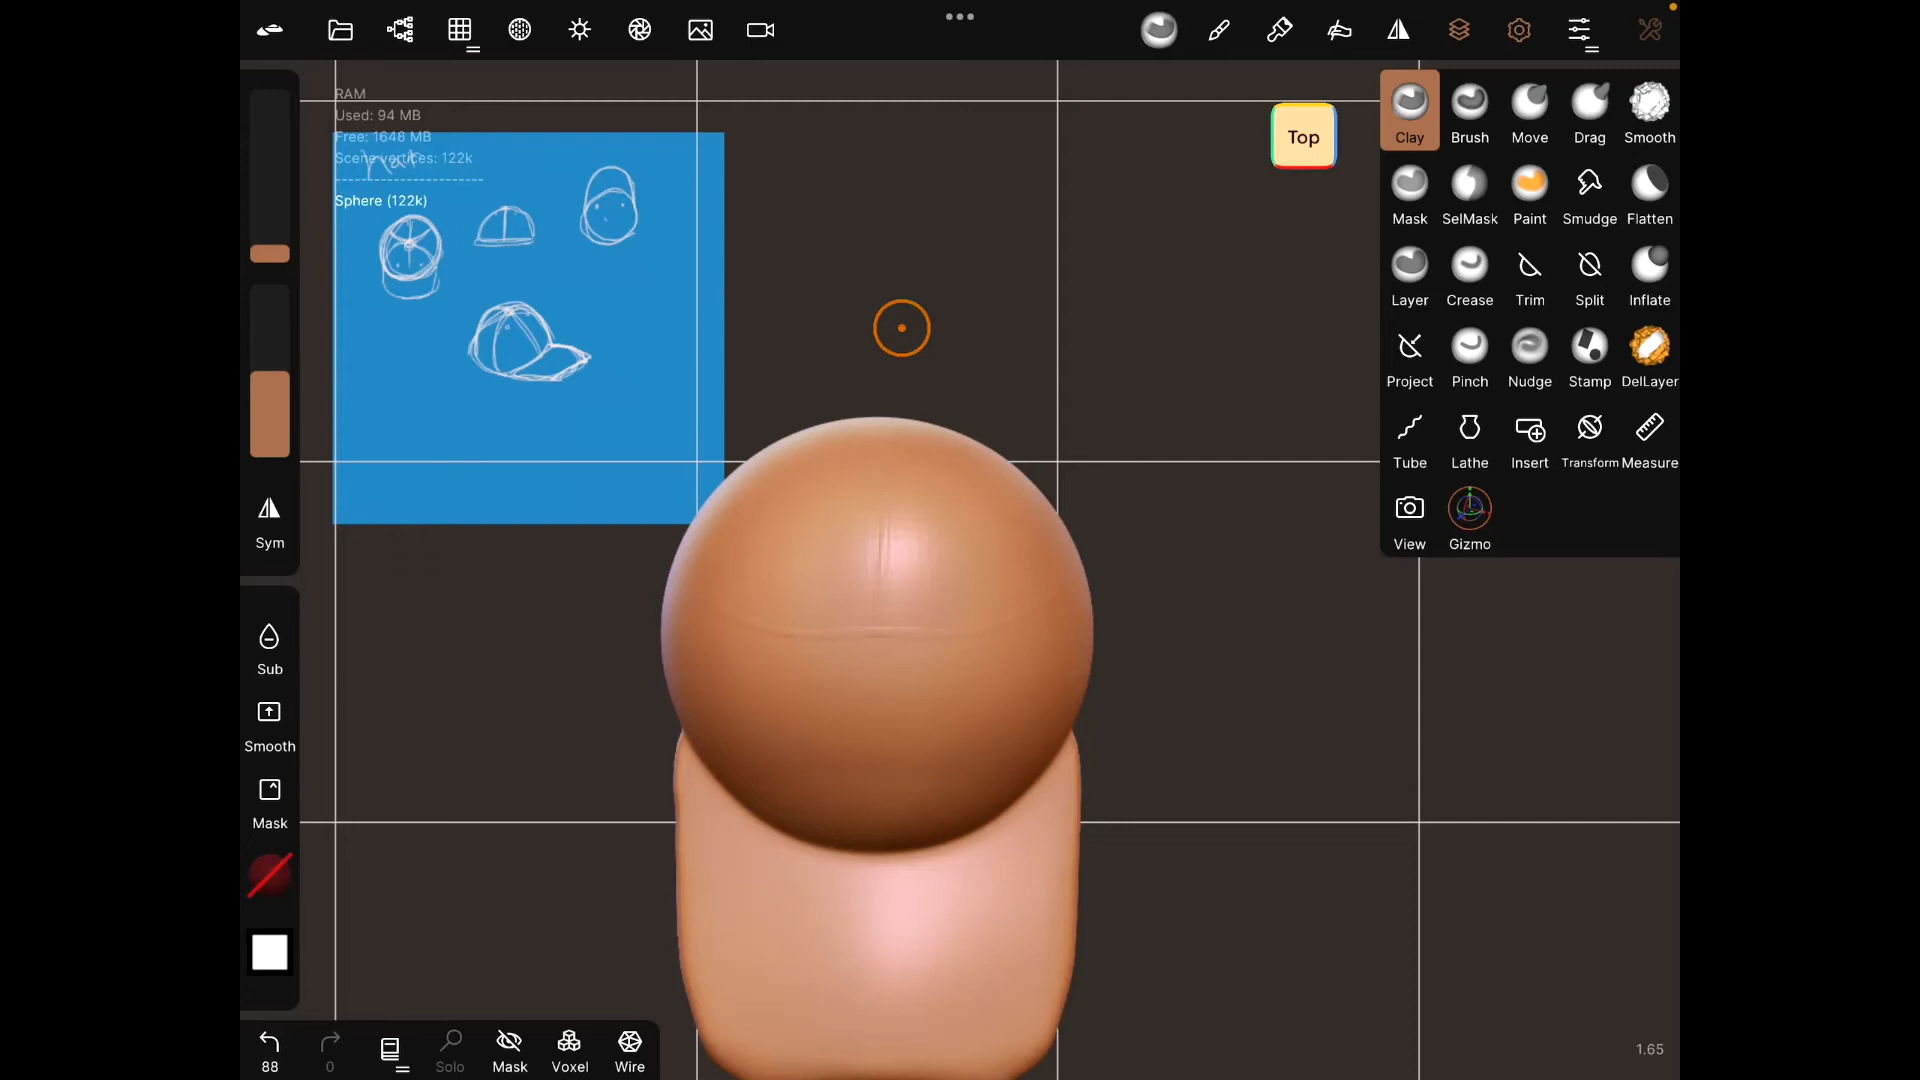 RAM
Used: 94 MB
Free: 1648 MB
Scene vertices: 122k
Hat
Sphere (122k)
Top
Clay Brush Move Drag Smooth
Mask SelMask Paint Smudge Flatten
Layer Crease Trim Split Inflate
Project Pinch Nudge Stamp DelLayer
Tube Lathe Insert Transform Measure
View Gizmo
Sym
Sub
Smooth
Mask
88 0 Solo Mask Voxel Wire
1.65